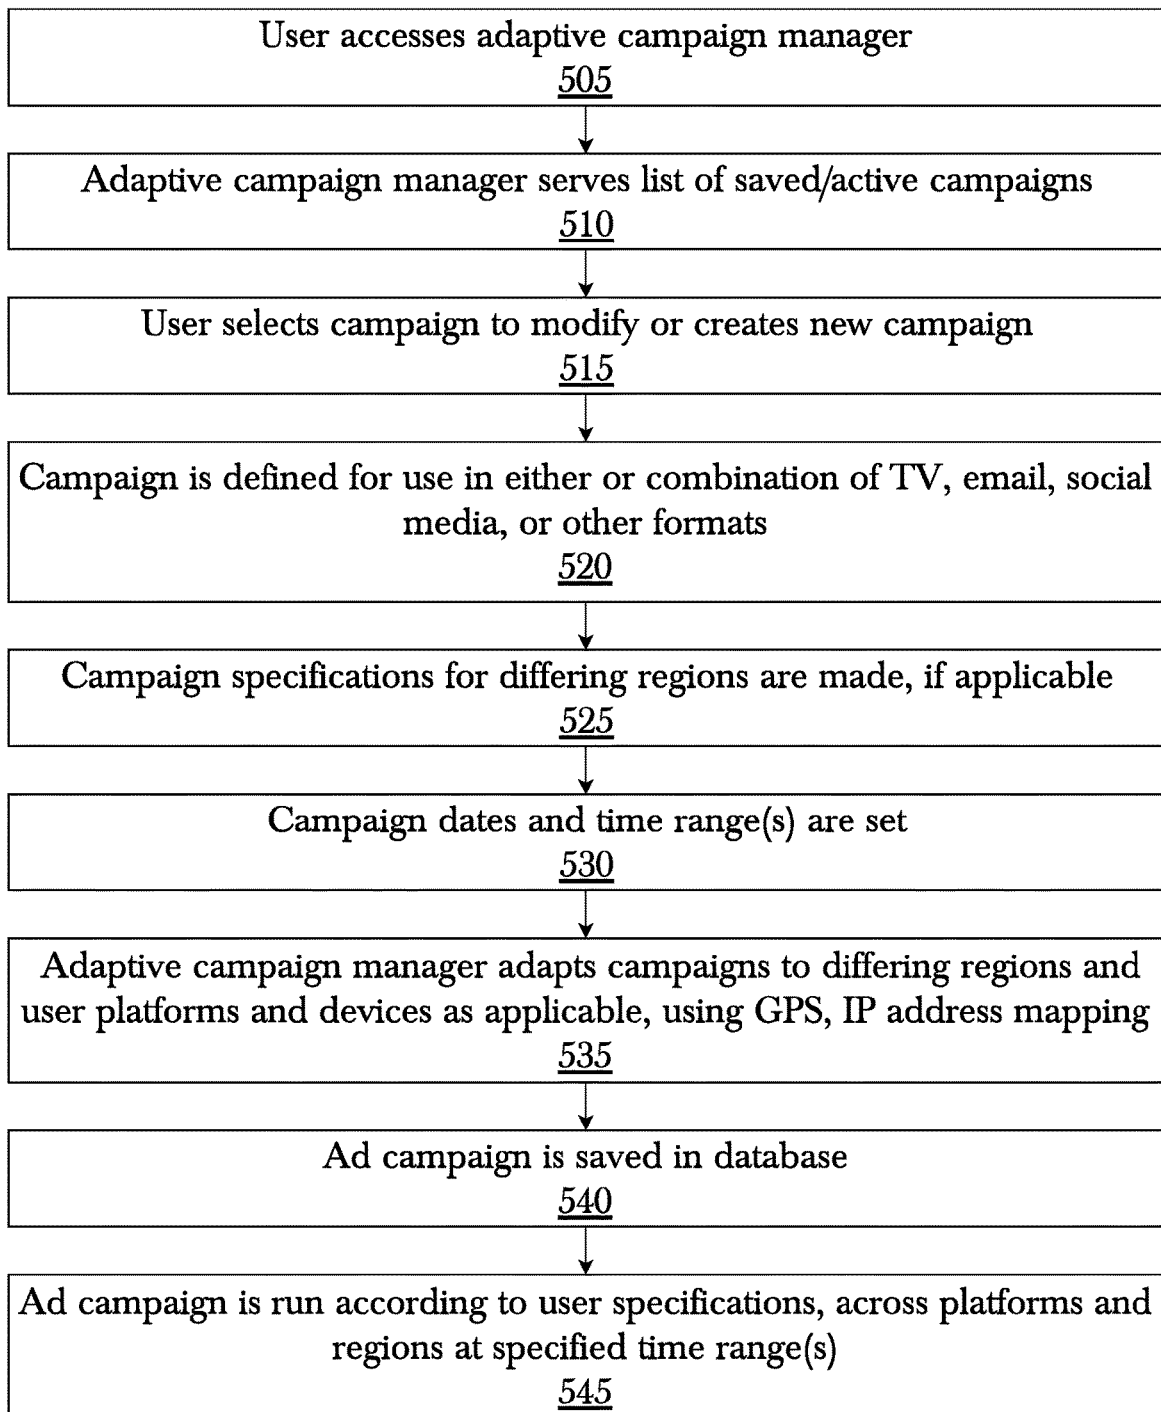 User accesses adaptive campaign manager
505
Adaptive campaign manager serves list of saved/active campaigns
510
User selects campaign to modify or creates new campaign
515
Campaign is defined for use in either or combination of TV, email, social
media, or other formats
520
Campaign specifications for differing regions are made, if applicable
525
Campaign dates and time range(s) are set
530
Adaptive campaign manager adapts campaigns to differing regions and
user platforms and devices as applicable, using GPS, IP address mapping
535
Ad campaign is saved in database
540
Ad campaign is run according to user specifications, across platforms and
regions at specified time range(s)
545